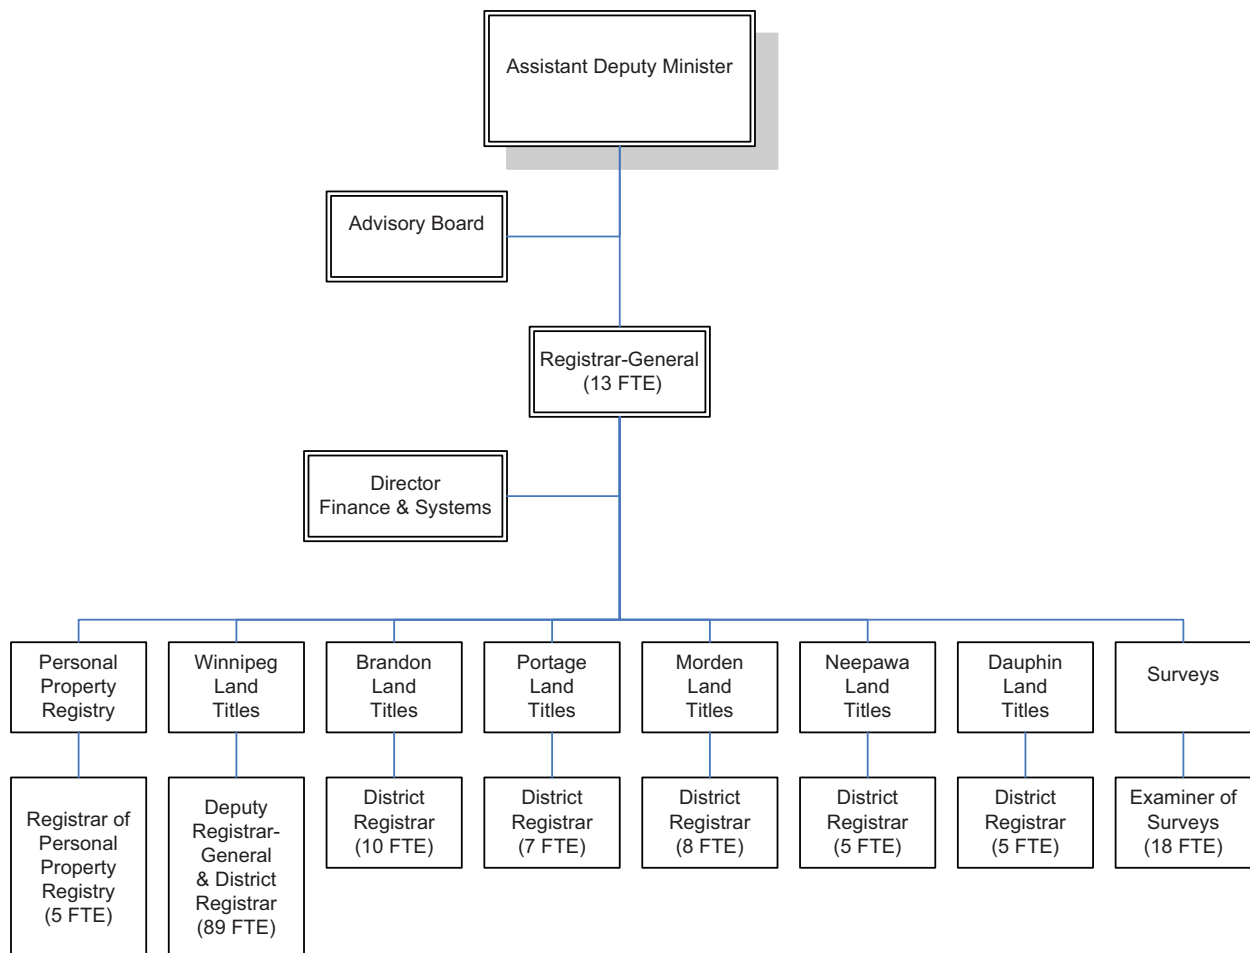 Assistant Deputy Minister
Advisory Board
Registrar-General
(13 FTE)
Director
Finance & Systems
Personal
Property
Registry
Winnipeg
Land
Titles
Brandon
Land
Titles
Portage
Land
Titles
Morden
Land
Titles
Neepawa
Land
Titles
Dauphin
Land
Titles
Surveys
Registrar of
Personal
Property
Registry
(5 FTE)
Deputy
Registrar-
General
& District
Registrar
(89 FTE)
District
Registrar
(10 FTE)
District
Registrar
(7 FTE)
District
Registrar
(8 FTE)
District
Registrar
(5 FTE)
District
Registrar
(5 FTE)
Examiner of
Surveys
(18 FTE)